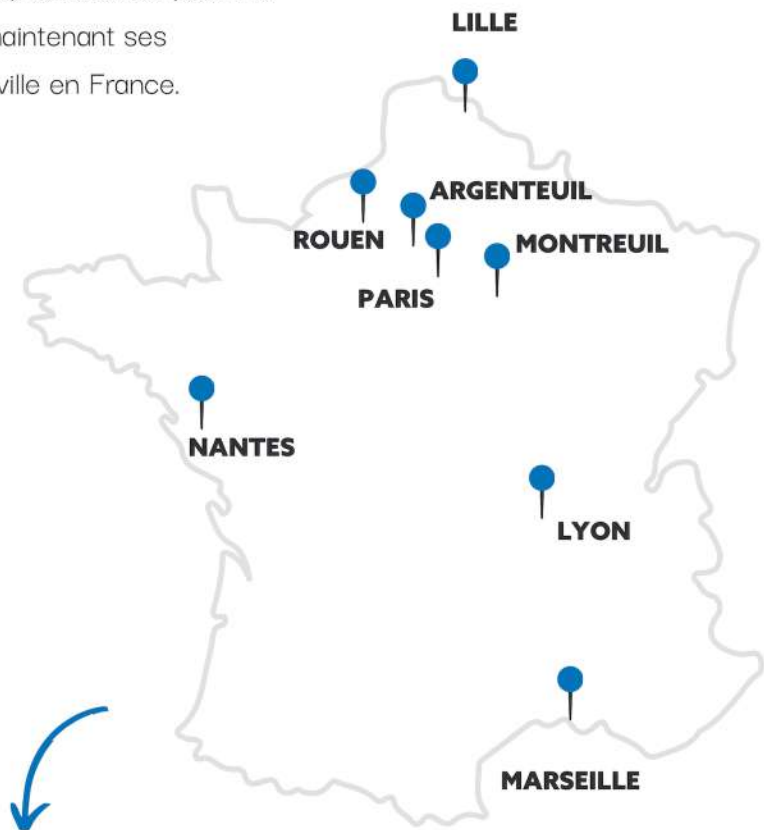 LILLE
maintenant ses
ville en France.
ARGENTEUIL
ROUEN
MONTREUIL
PARIS
NANTES
LYON
MARSEILLE